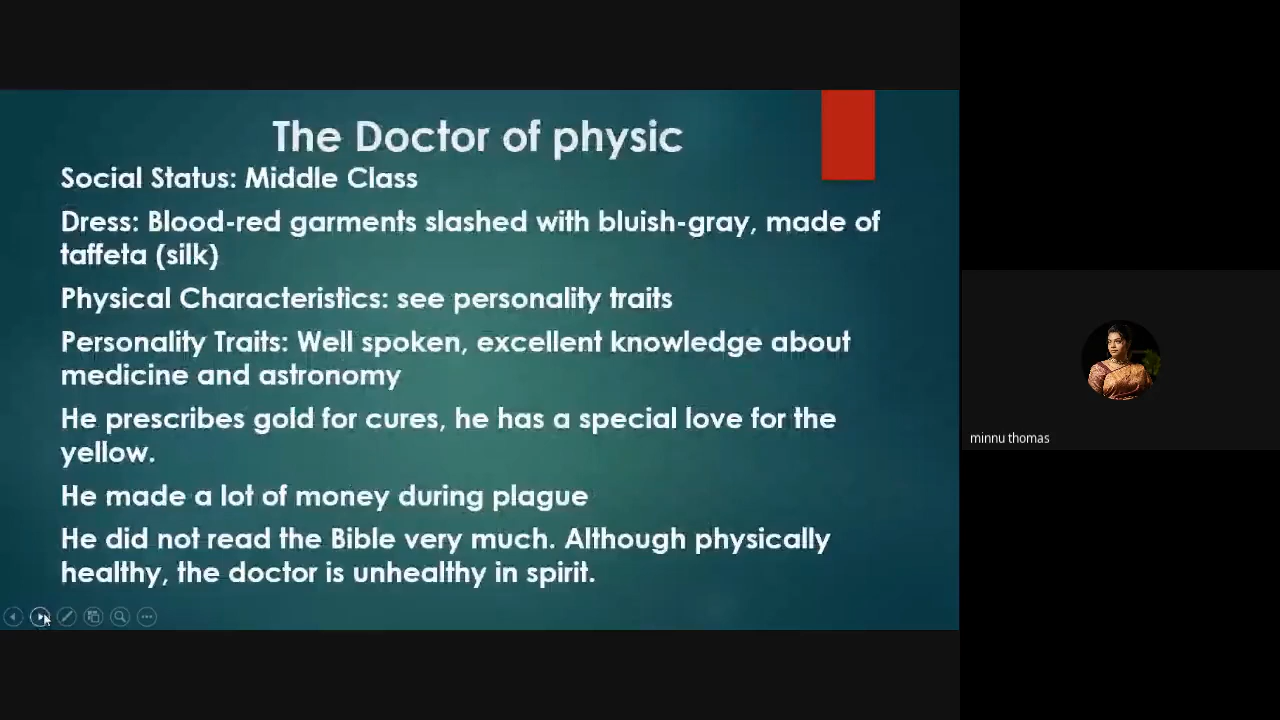 The Doctor of physic
Social Status: Middle Class
Dress: Blood-red garments slashed with bluish-gray, made of
taffeta (silk)
Physical Characteristics: see personality traits
Personality Traits: Well spoken, excellent knowledge about
medicine and astronomy
He prescribes gold for cures, he has a special love for the
yellow.
He made a lot of money during plague
He did not read the Bible very much. Although physically
healthy, the doctor is unhealthy in spirit.
minnu thomas